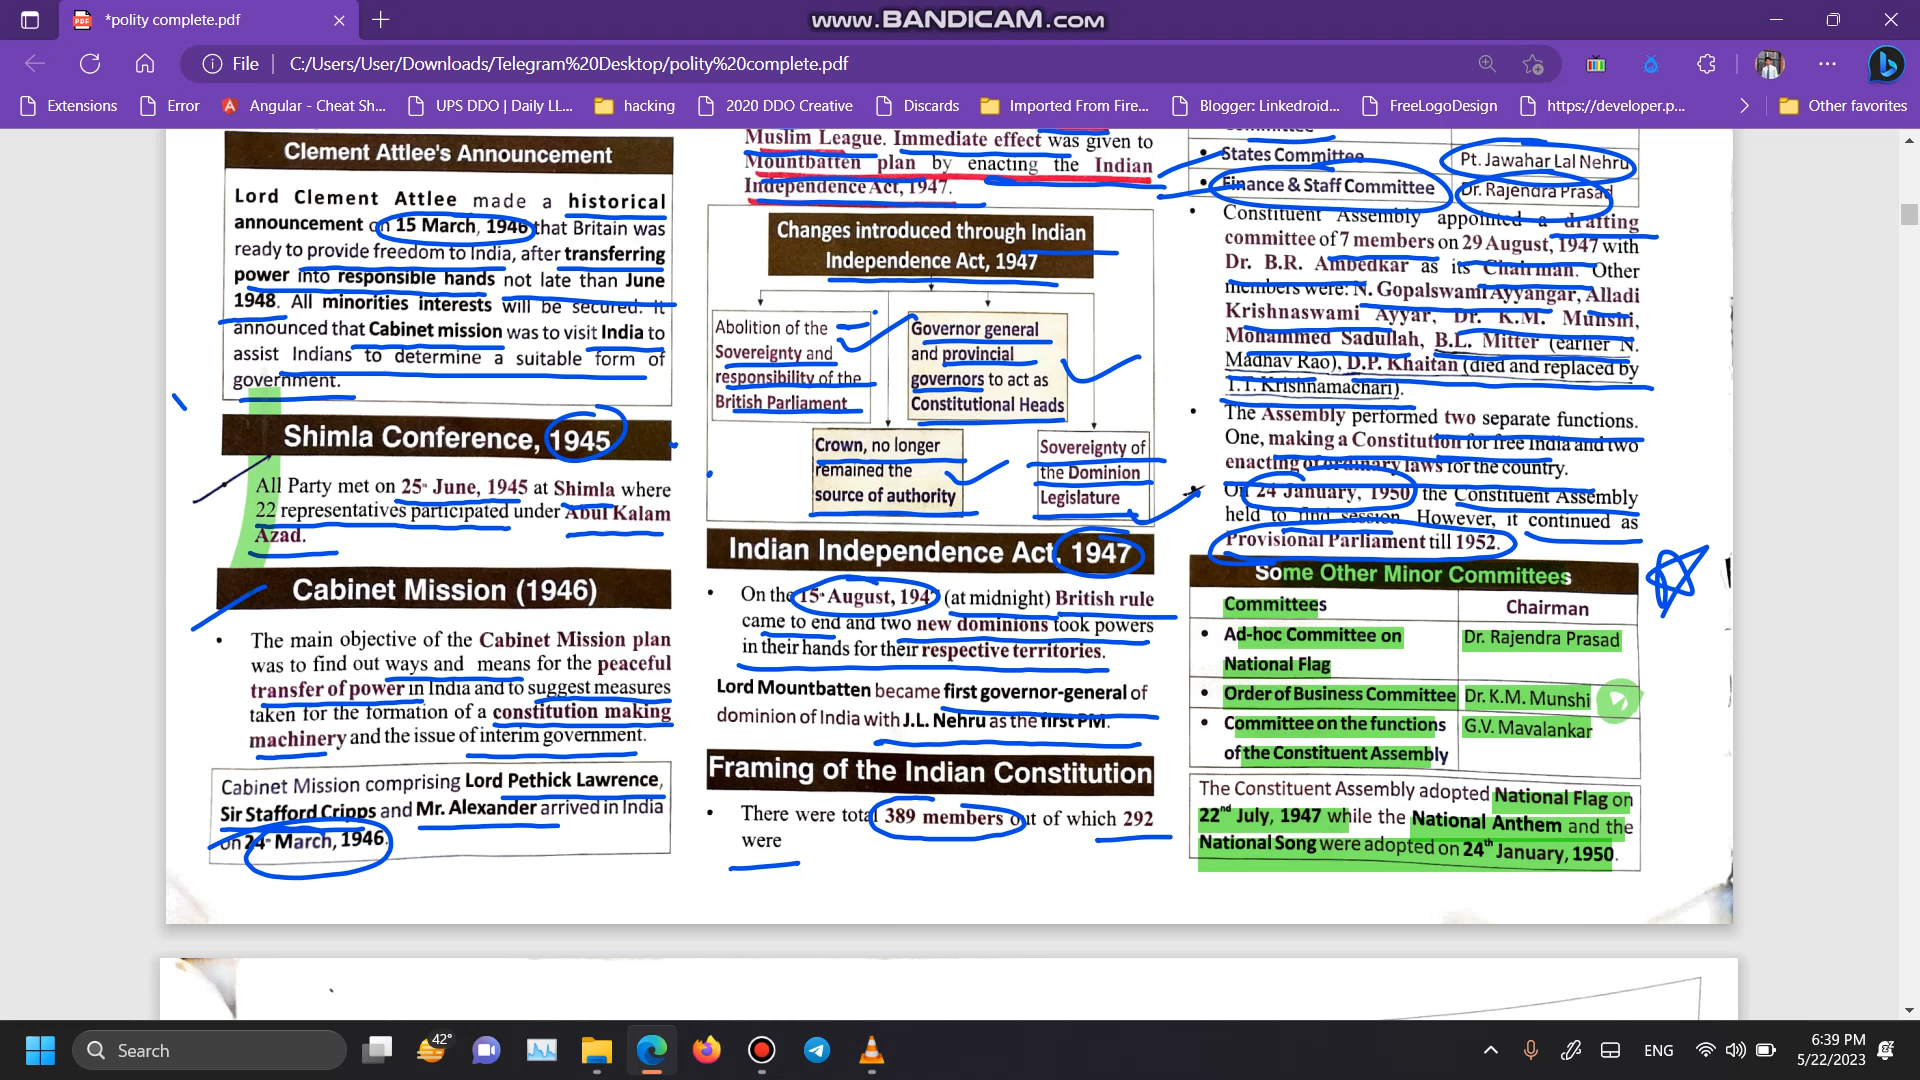 *polity complete.pdf
www.BANDICAM.com
File
C:/Users/User/Downloads/Telegram%20Desktop/polity%20complete.pdf
Extensions
Error
Angular - Cheat Sh...
UPS DDO | Daily LL...
hacking
2020 DDO Creative
Discards
Imported From Fire...
Blogger: Linkedroid...
FreeLogoDesign
https://developer.p...
Other favorites
Clement Attlee's Announcement
Lord Clement Attlee made a historical
announcement on 15 March, 1946 that Britain was
ready to provide freedom to India, after transferring
power into responsible hands not late than June
1948. All minorities interests will be secured. It
announced that Cabinet mission was to visit India to
assist Indians to determine a suitable form of
government.
Shimla Conference, 1945
All Party met on 25th June, 1945 at Shimla where
22 representatives participated under Abul Kalam
Azad.
Cabinet Mission (1946)
• The main objective of the Cabinet Mission plan
was to find out ways and means for the peaceful
transfer of power in India and to suggest measures
taken for the formation of a constitution making
machinery and the issue of interim government.
Cabinet Mission comprising Lord Pethick Lawrence,
Sir Stafford Cripps and Mr. Alexander arrived in India
on 24th March, 1946.
Muslim League. Immediate effect was given to
Mountbatten plan by enacting the Indian
Independence Act, 1947.
Changes introduced through Indian
Independence Act, 1947
Abolition of the
Sovereignty and
responsibility of the
British Parliament
Governor general
and provincial
governors to act as
Constitutional Heads
Crown, no longer
remained the
source of authority
Sovereignty of
the Dominion
Legislature
Indian Independence Act, 1947
• On the 15th August, 1947 (at midnight) British rule
came to end and two new dominions took powers
in their hands for their respective territories.
Lord Mountbatten became first governor-general of
dominion of India with J.L. Nehru as the first PM.
Framing of the Indian Constitution
• There were total 389 members out of which 292
were
Committee
• States Committee Pt. Jawahar Lal Nehru
• Finance & Staff Committee Dr. Rajendra Prasad
• Constituent Assembly appointed a drafting
committee of 7 members on 29 August, 1947 with
Dr. B.R. Ambedkar as its Chairman. Other
members were: N. Gopalswami Ayyangar, Alladi
Krishnaswami Ayyar, Dr. K.M. Munshi,
Mohammed Sadullah, B.L. Mitter (earlier N.
Madhav Rao), D.P. Khaitan (died and replaced by
T.T. Krishnamachari).
• The Assembly performed two separate functions.
One, making a Constitution for free India and two
enacting of ordinary laws for the country.
• On 24 January, 1950 the Constituent Assembly
held to find session. However, it continued as
Provisional Parliament till 1952.
Some Other Minor Committees
Committees Chairman
• Ad-hoc Committee on Dr. Rajendra Prasad
National Flag
• Order of Business Committee Dr. K.M. Munshi
• Committee on the functions G.V. Mavalankar
of the Constituent Assembly
The Constituent Assembly adopted National Flag on
22nd July, 1947 while the National Anthem and the
National Song were adopted on 24th January, 1950.
Search
42°
ENG
6:39 PM
5/22/2023